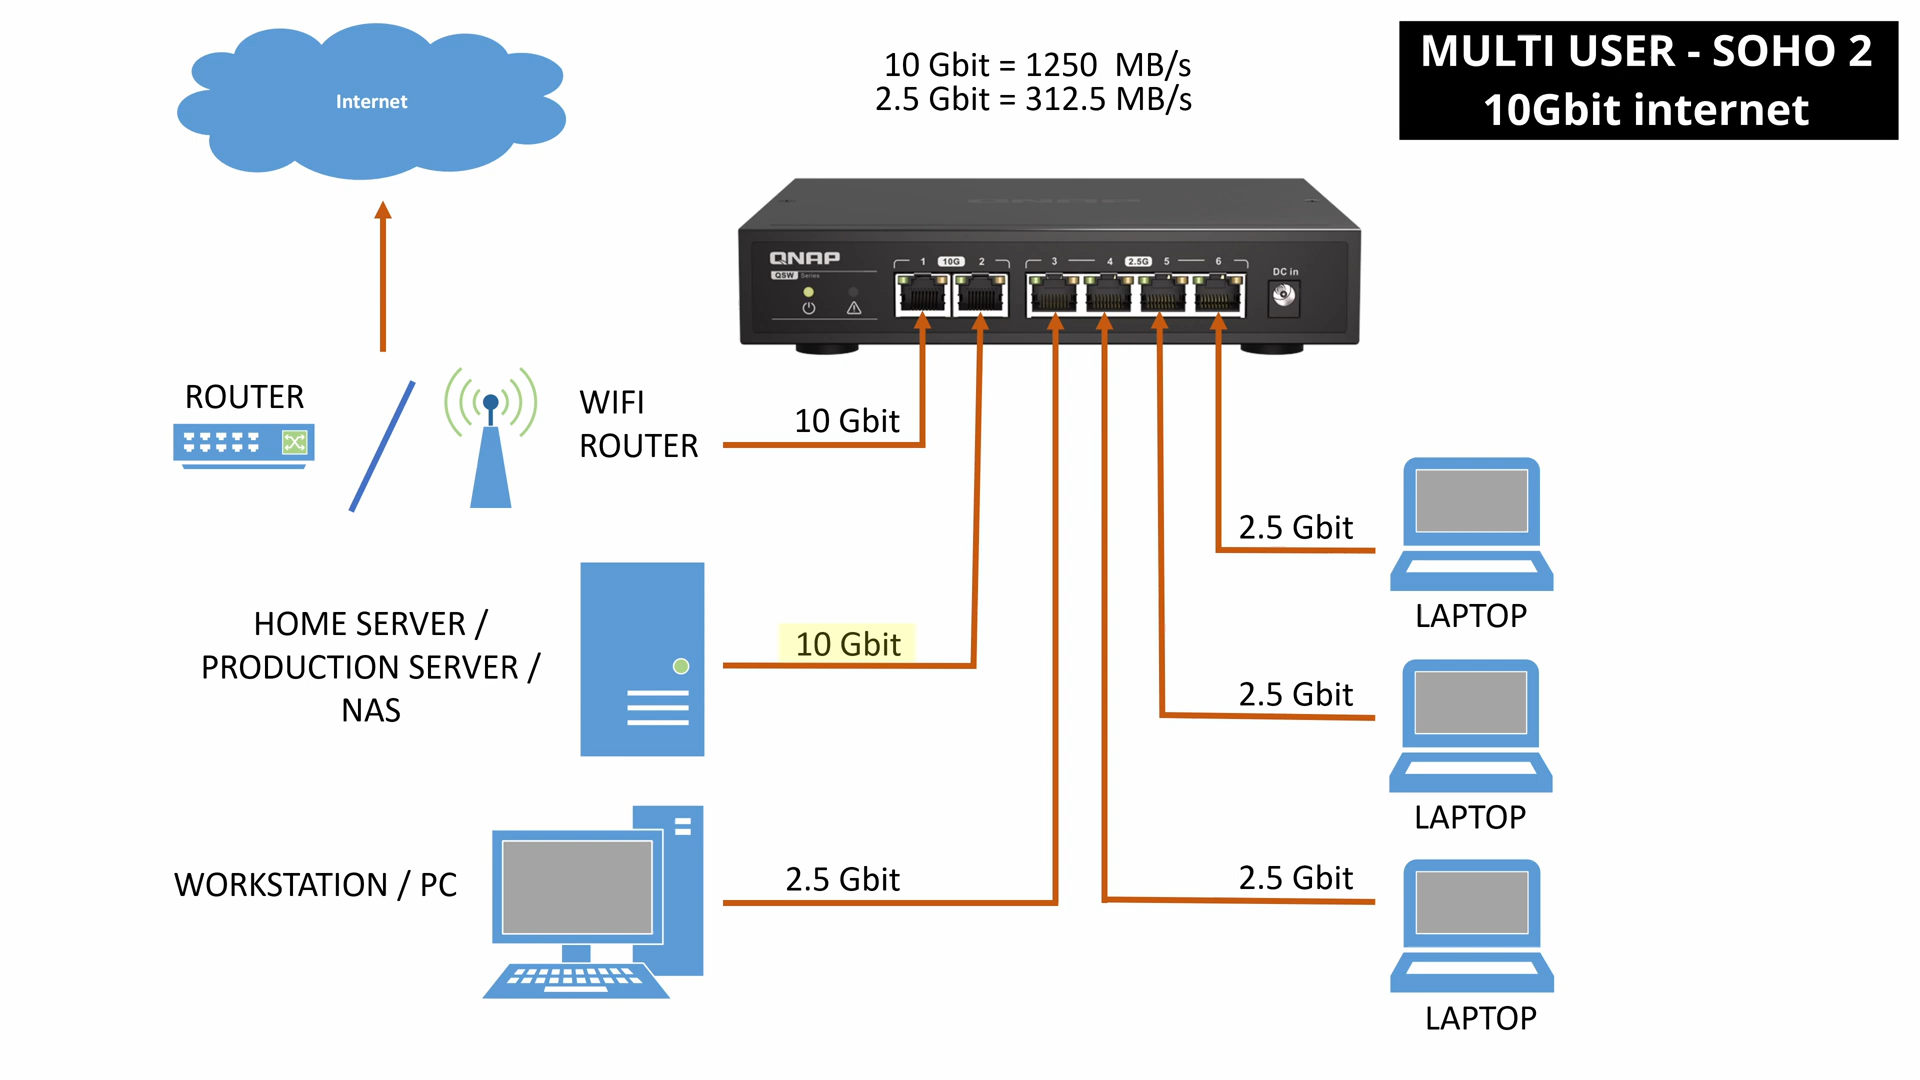 Internet
10 Gbit = 1250 MB/s
2.5 Gbit = 312.5 MB/s
MULTI USER - SOHO 2
10Gbit internet
QNAP
QSW Series
1 10G 2
3 4 2.5G 5 6
DC in
ROUTER
WIFI
ROUTER
10 Gbit
HOME SERVER /
PRODUCTION SERVER /
NAS
10 Gbit
WORKSTATION / PC
2.5 Gbit
2.5 Gbit
LAPTOP
2.5 Gbit
LAPTOP
2.5 Gbit
LAPTOP